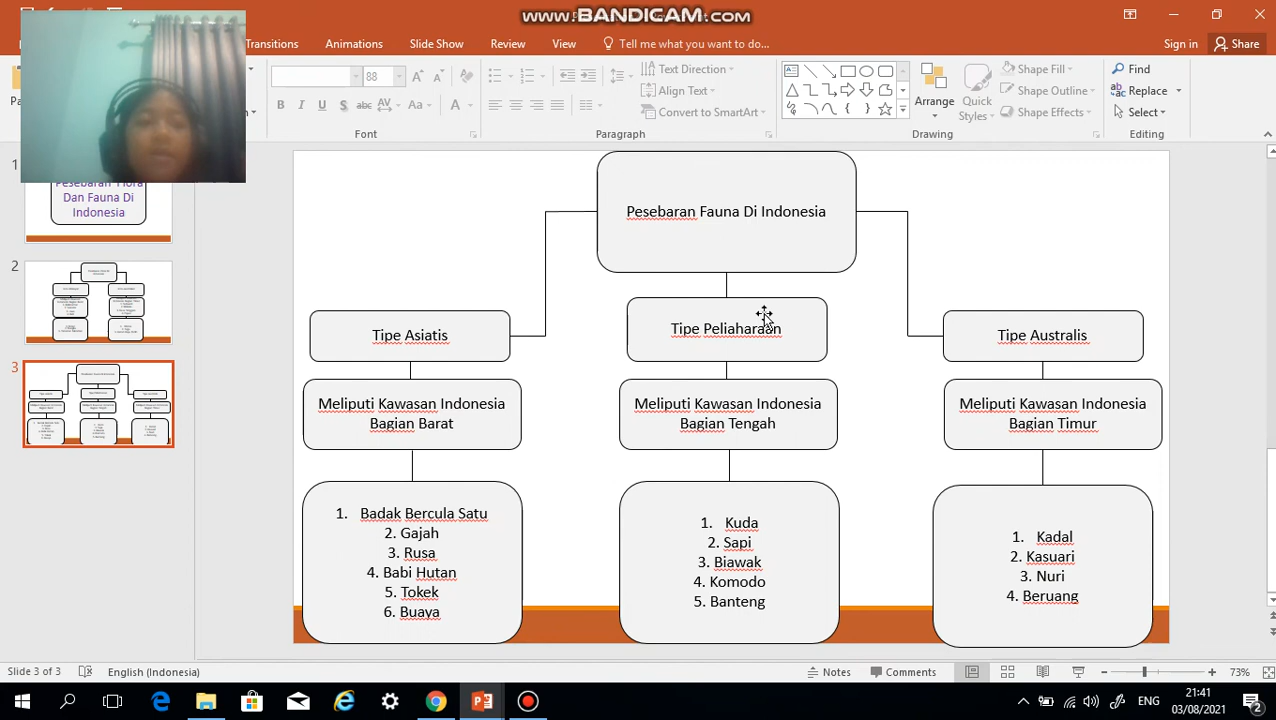 www.BANDICAM.com
Transitions
Animations
Slide Show
Review
View
Tell me what you want to do...
Sign in
Share
88
Text Direction
Align Text
Convert to SmartArt
Arrange
Quick
Styles
Shape Fill
Shape Outline
Shape Effects
Find
Replace
Select
Font
Paragraph
Drawing
Editing
1
Pesebaran Flora
Dan Fauna Di
Indonesia
2
3
Pesebaran Fauna Di Indonesia
Tipe Asiatis
Tipe Peliaharaan
Tipe Australis
Meliputi Kawasan Indonesia
Bagian Barat
Meliputi Kawasan Indonesia
Bagian Tengah
Meliputi Kawasan Indonesia
Bagian Timur
1. Badak Bercula Satu
2. Gajah
3. Rusa
4. Babi Hutan
5. Tokek
6. Buaya
1. Kuda
2. Sapi
3. Biawak
4. Komodo
5. Banteng
1. Kadal
2. Kasuari
3. Nuri
4. Beruang
Slide 3 of 3
English (Indonesia)
Notes
Comments
73%
ENG
21:41
03/08/2021
2